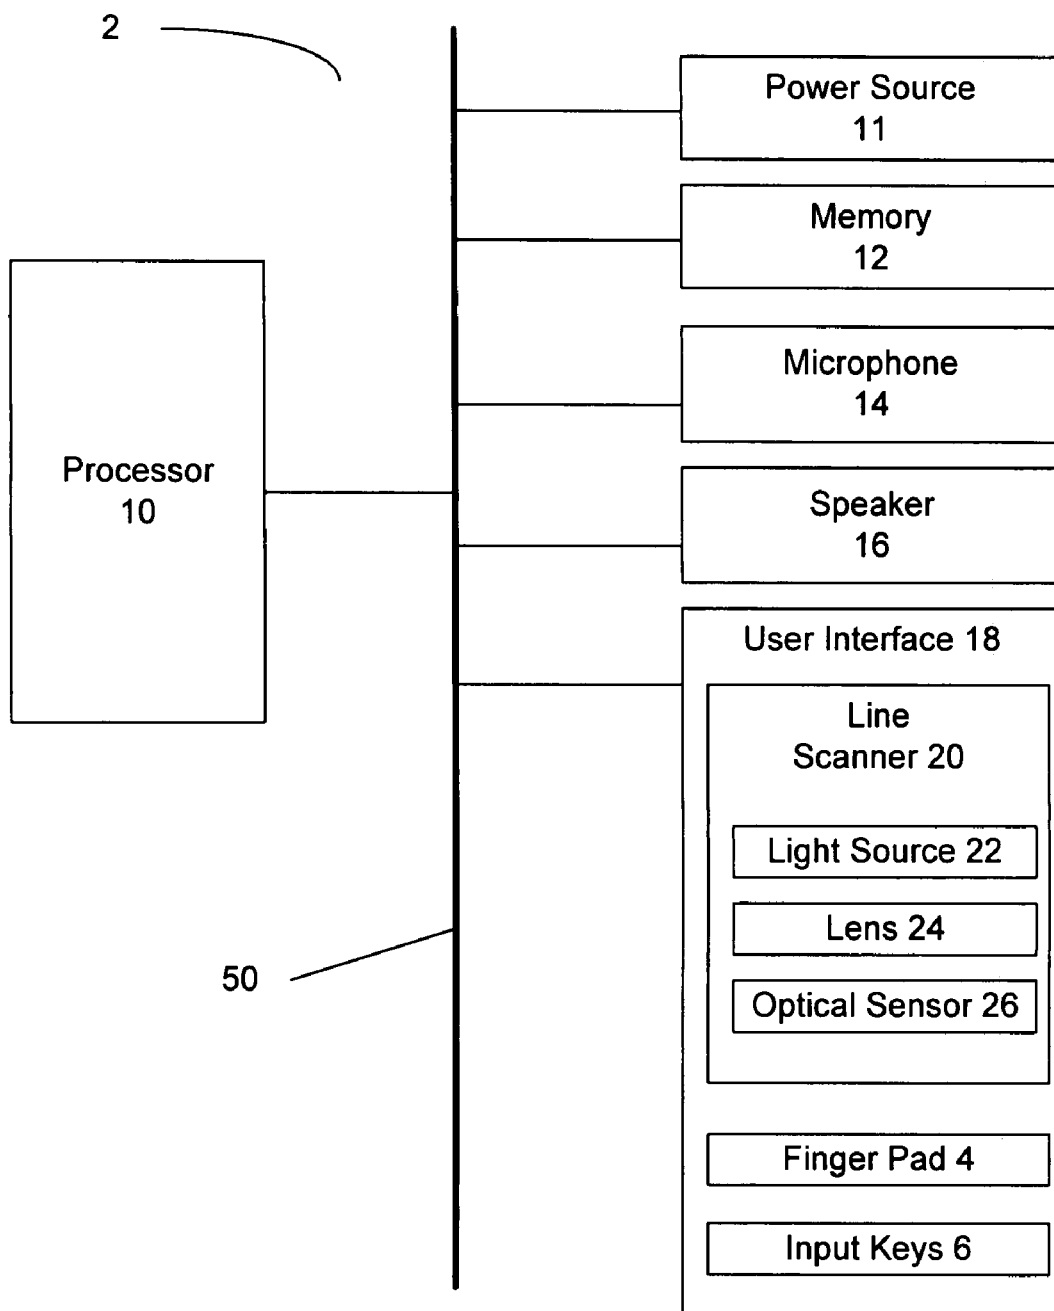 2
Power Source
11
Memory
12
Microphone
14
Processor
10
Speaker
16
User Interface 18
Line
Scanner 20
Light Source 22
Lens 24
50
Optical Sensor 26
Finger Pad 4
Input Keys 6